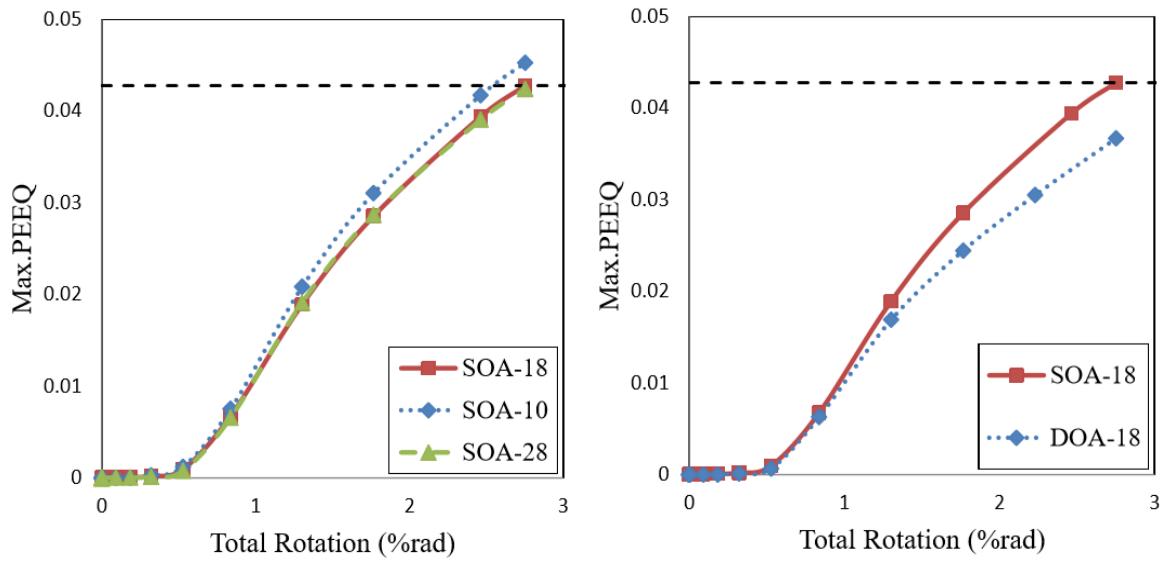 0.05
0.04
0.03
0.02
0.01
0
Max.PEEQ
0
1
2
3
Total Rotation (%rad)
SOA-18
SOA-10
SOA-28
0.05
0.04
0.03
0.02
0.01
0
Max.PEEQ
0
1
2
3
Total Rotation (%rad)
SOA-18
DOA-18